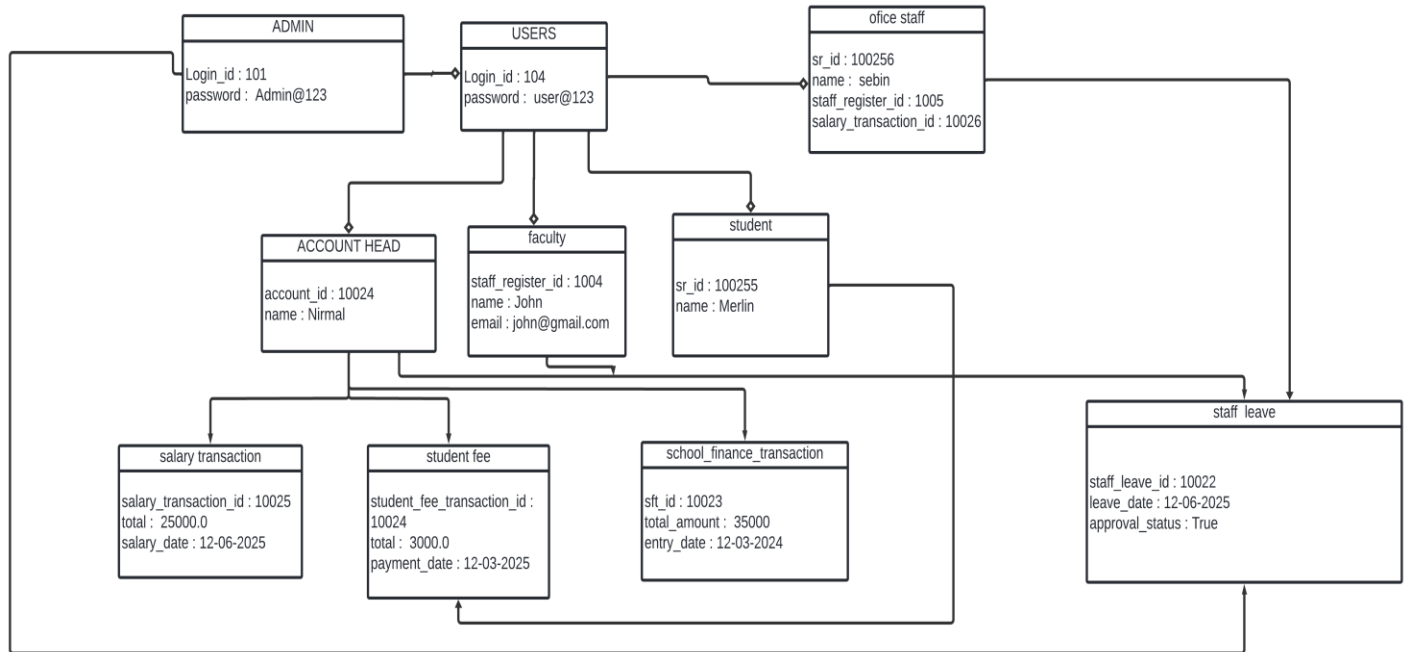 ADMIN
Login_id : 101
password :  Admin@123
USERS
Login_id : 104
password :  user@123
ofice staff
sr_id : 100256
name :  sebin
staff_register_id : 1005
salary_transaction_id : 10026
ACCOUNT HEAD
account_id : 10024
name : Nirmal
faculty
staff_register_id : 1004
name : John
email : john@gmail.com
student
sr_id : 100255
name : Merlin
salary transaction
salary_transaction_id : 10025
total :  25000.0
salary_date : 12-06-2025
student fee
student_fee_transaction_id :
10024
total :  3000.0
payment_date : 12-03-2025
school_finance_transaction
sft_id : 10023
total_amount :  35000
entry_date : 12-03-2024
staff  leave
staff_leave_id : 10022
leave_date : 12-06-2025
approval_status : True